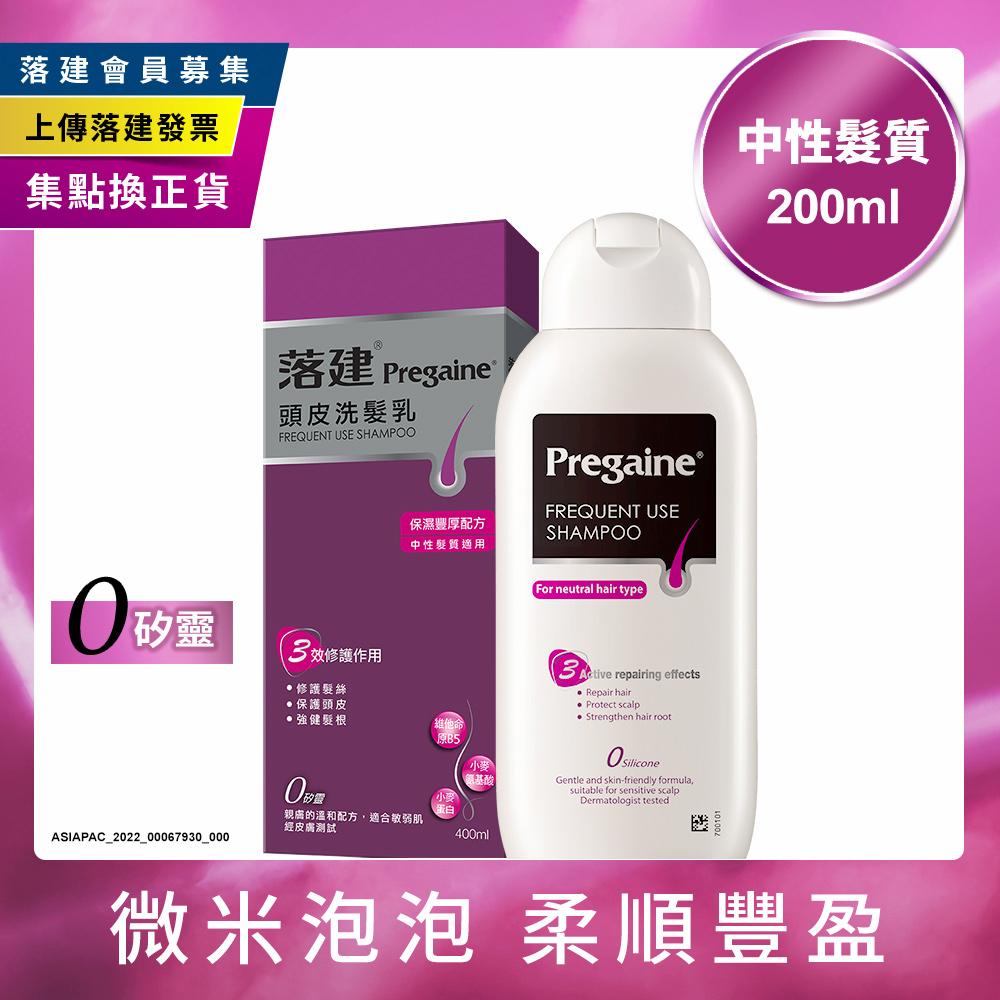 落建會員募集
上傳落建發票
集點換正貨
中性髮質
200ml
落建® Pregaine®
頭皮洗髮乳
FREQUENT USE SHAMPOO
保濕豐厚配方
中性髮質適用
3效修護作用
• 修護髮絲
• 保護頭皮
• 強健髮根
維他命
原B5
小麥
氨基酸
小麥
蛋白
0矽靈
親膚的溫和配方，適合敏弱肌
經皮膚測試
400ml
Pregaine®
FREQUENT USE
SHAMPOO
For neutral hair type
3 Active repairing effects
• Repair hair
• Protect scalp
• Strengthen hair root
0 Silicone
Gentle and skin-friendly formula,
suitable for sensitive scalp
Dermatologist tested
700101
0矽靈
ASIAPAC_2022_00067930_000
微米泡泡 柔順豐盈